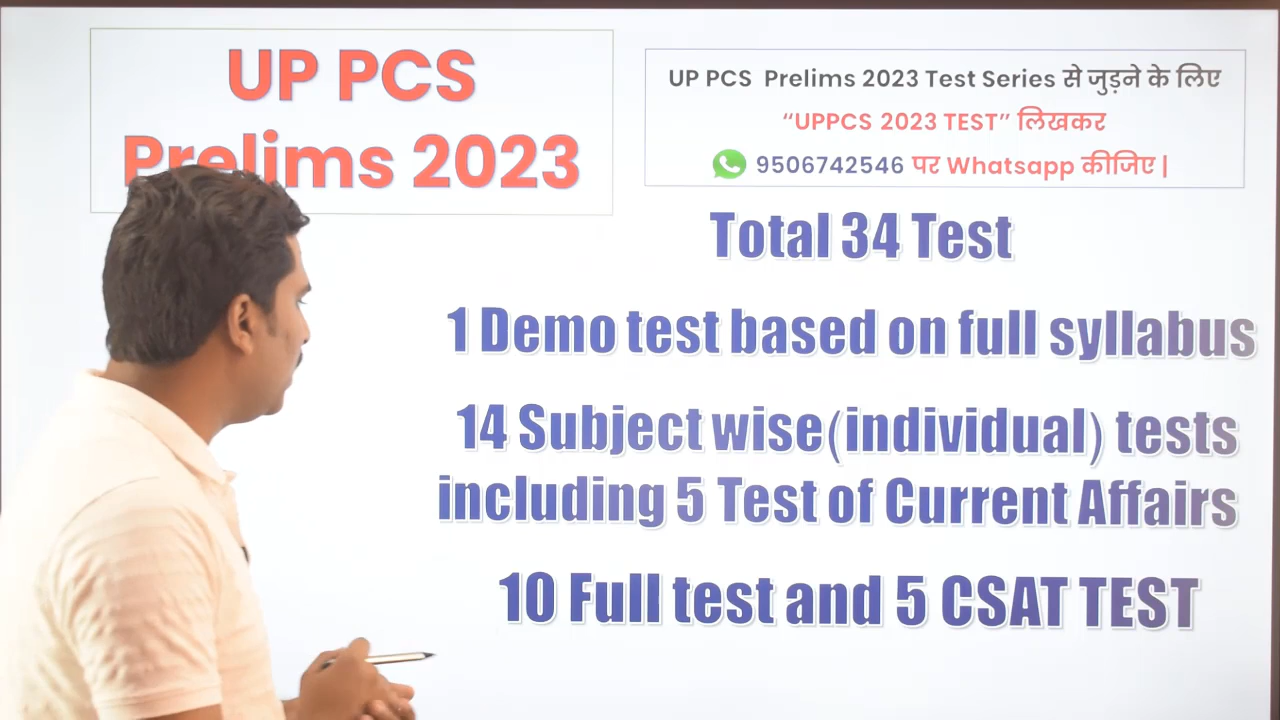 UP PCS
Prelims 2023
UP PCS Prelims 2023 Test Series से जुड़ने के लिए
“UPPCS 2023 TEST” लिखकर
9506742546 पर Whatsapp कीजिए |
Total 34 Test
1 Demo test based on full syllabus
14 Subject wise(individual) tests
including 5 Test of Current Affairs
10 Full test and 5 CSAT TEST